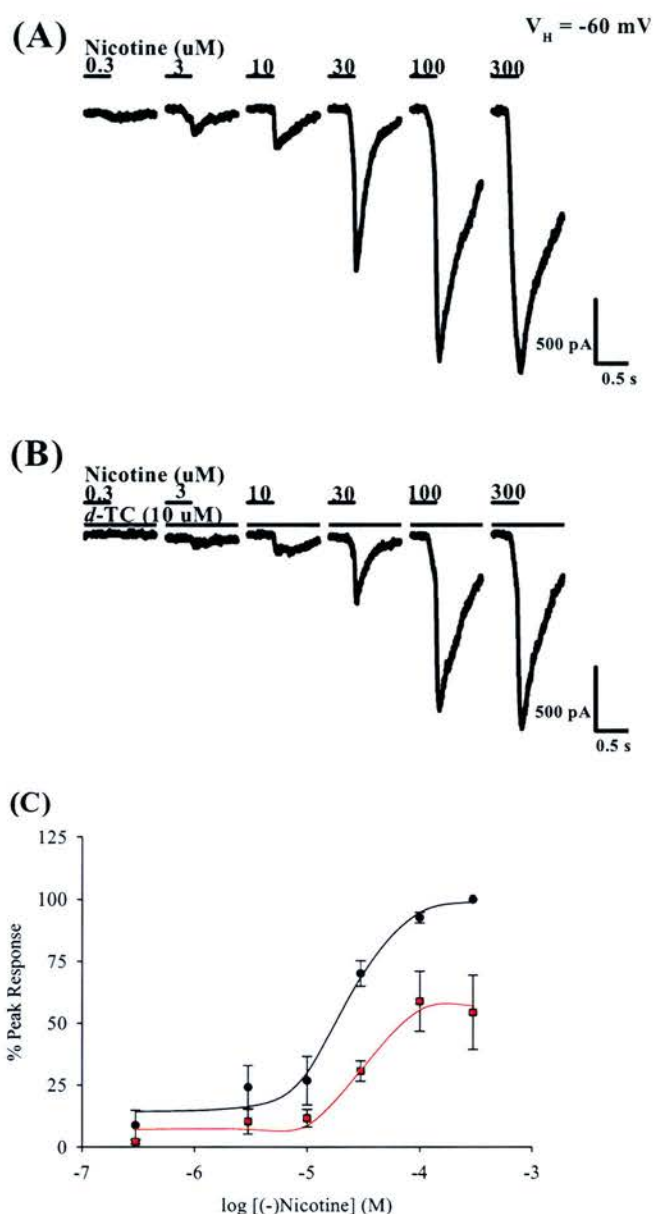 (A)
V_H = -60 mV
Nicotine (uM)
0.3 3 10 30 100 300
500 pA
0.5 s
(B)
Nicotine (uM)
0.3 3 10 30 100 300
d-TC (10 uM)
500 pA
0.5 s
(C)
125
100
75
50
25
0
% Peak Response
-7 -6 -5 -4 -3
log [(-)Nicotine] (M)